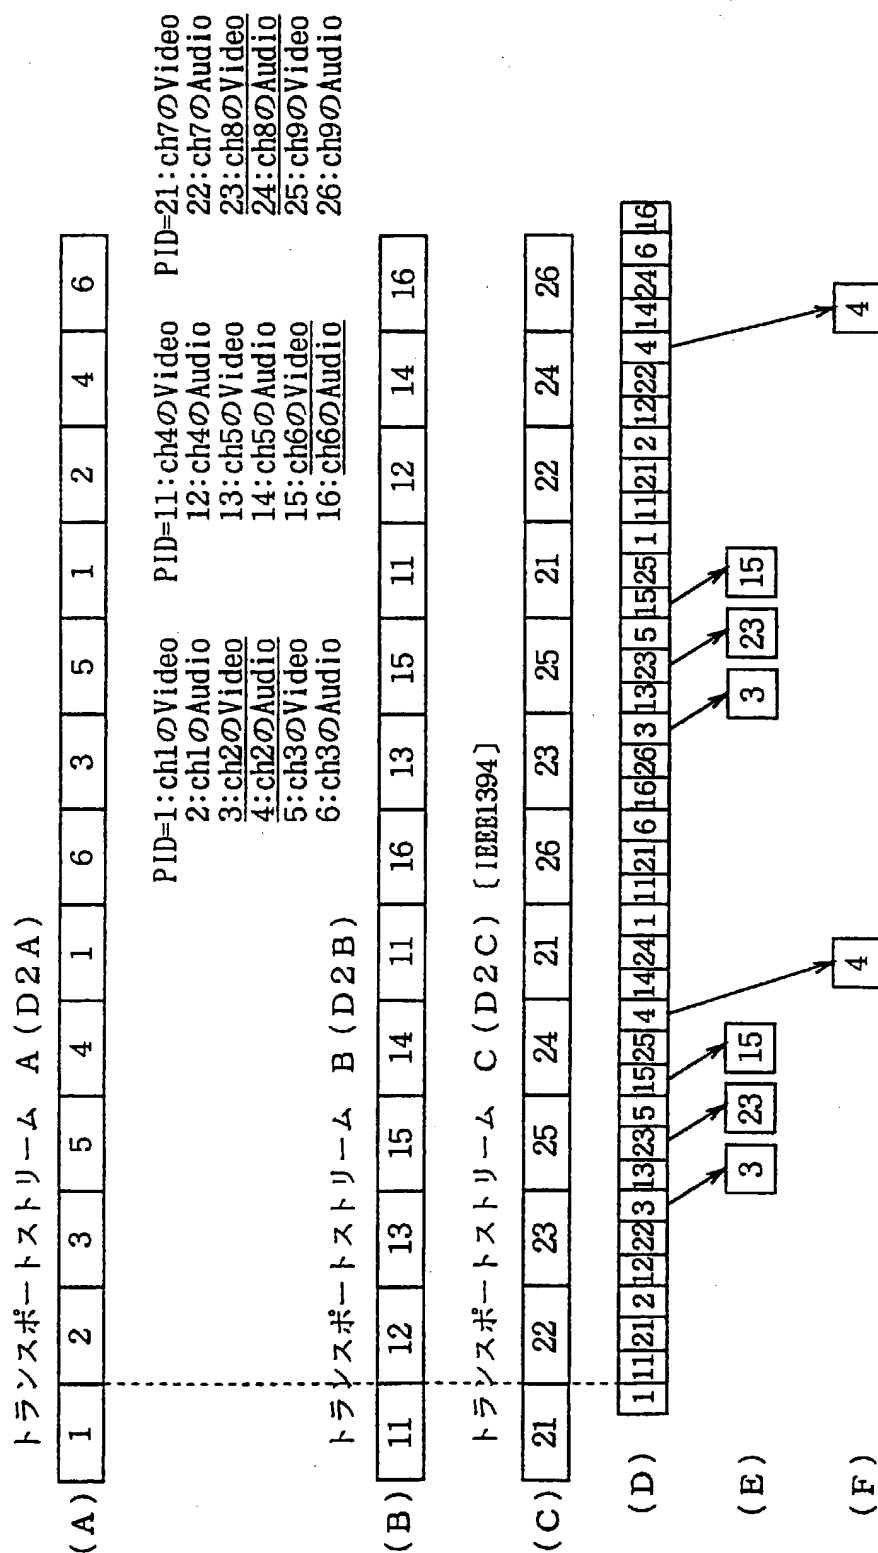 トランスポートストリーム A(D2A)
(A) 1 2 3 5 4 1 6 3 5 1 2 4 6
PID=1:ch1のVideo
2:ch1のAudio
3:ch2のVideo
4:ch2のAudio
5:ch3のVideo
6:ch3のAudio
PID=11:ch4のVideo
12:ch4のAudio
13:ch5のVideo
14:ch5のAudio
15:ch6のVideo
16:ch6のAudio
PID=21:ch7のVideo
22:ch7のAudio
23:ch8のVideo
24:ch8のAudio
25:ch9のVideo
26:ch9のAudio
トランスポートストリーム B(D2B)
(B) 11 12 13 15 14 11 16 13 15 11 12 14 16
トランスポートストリーム C(D2C) [IEEE1394]
(C) 21 22 23 25 24 21 26 23 25 21 22 24 26
(D) 1 11 21 2 12 22 3 13 23 5 15 25 4 14 24 1 11 21 6 16 26 3 13 23 5 15 25 1 11 21 2 12 22 4 14 24 6 16
(E) 3 23 15 3 23 15
(F) 4 4